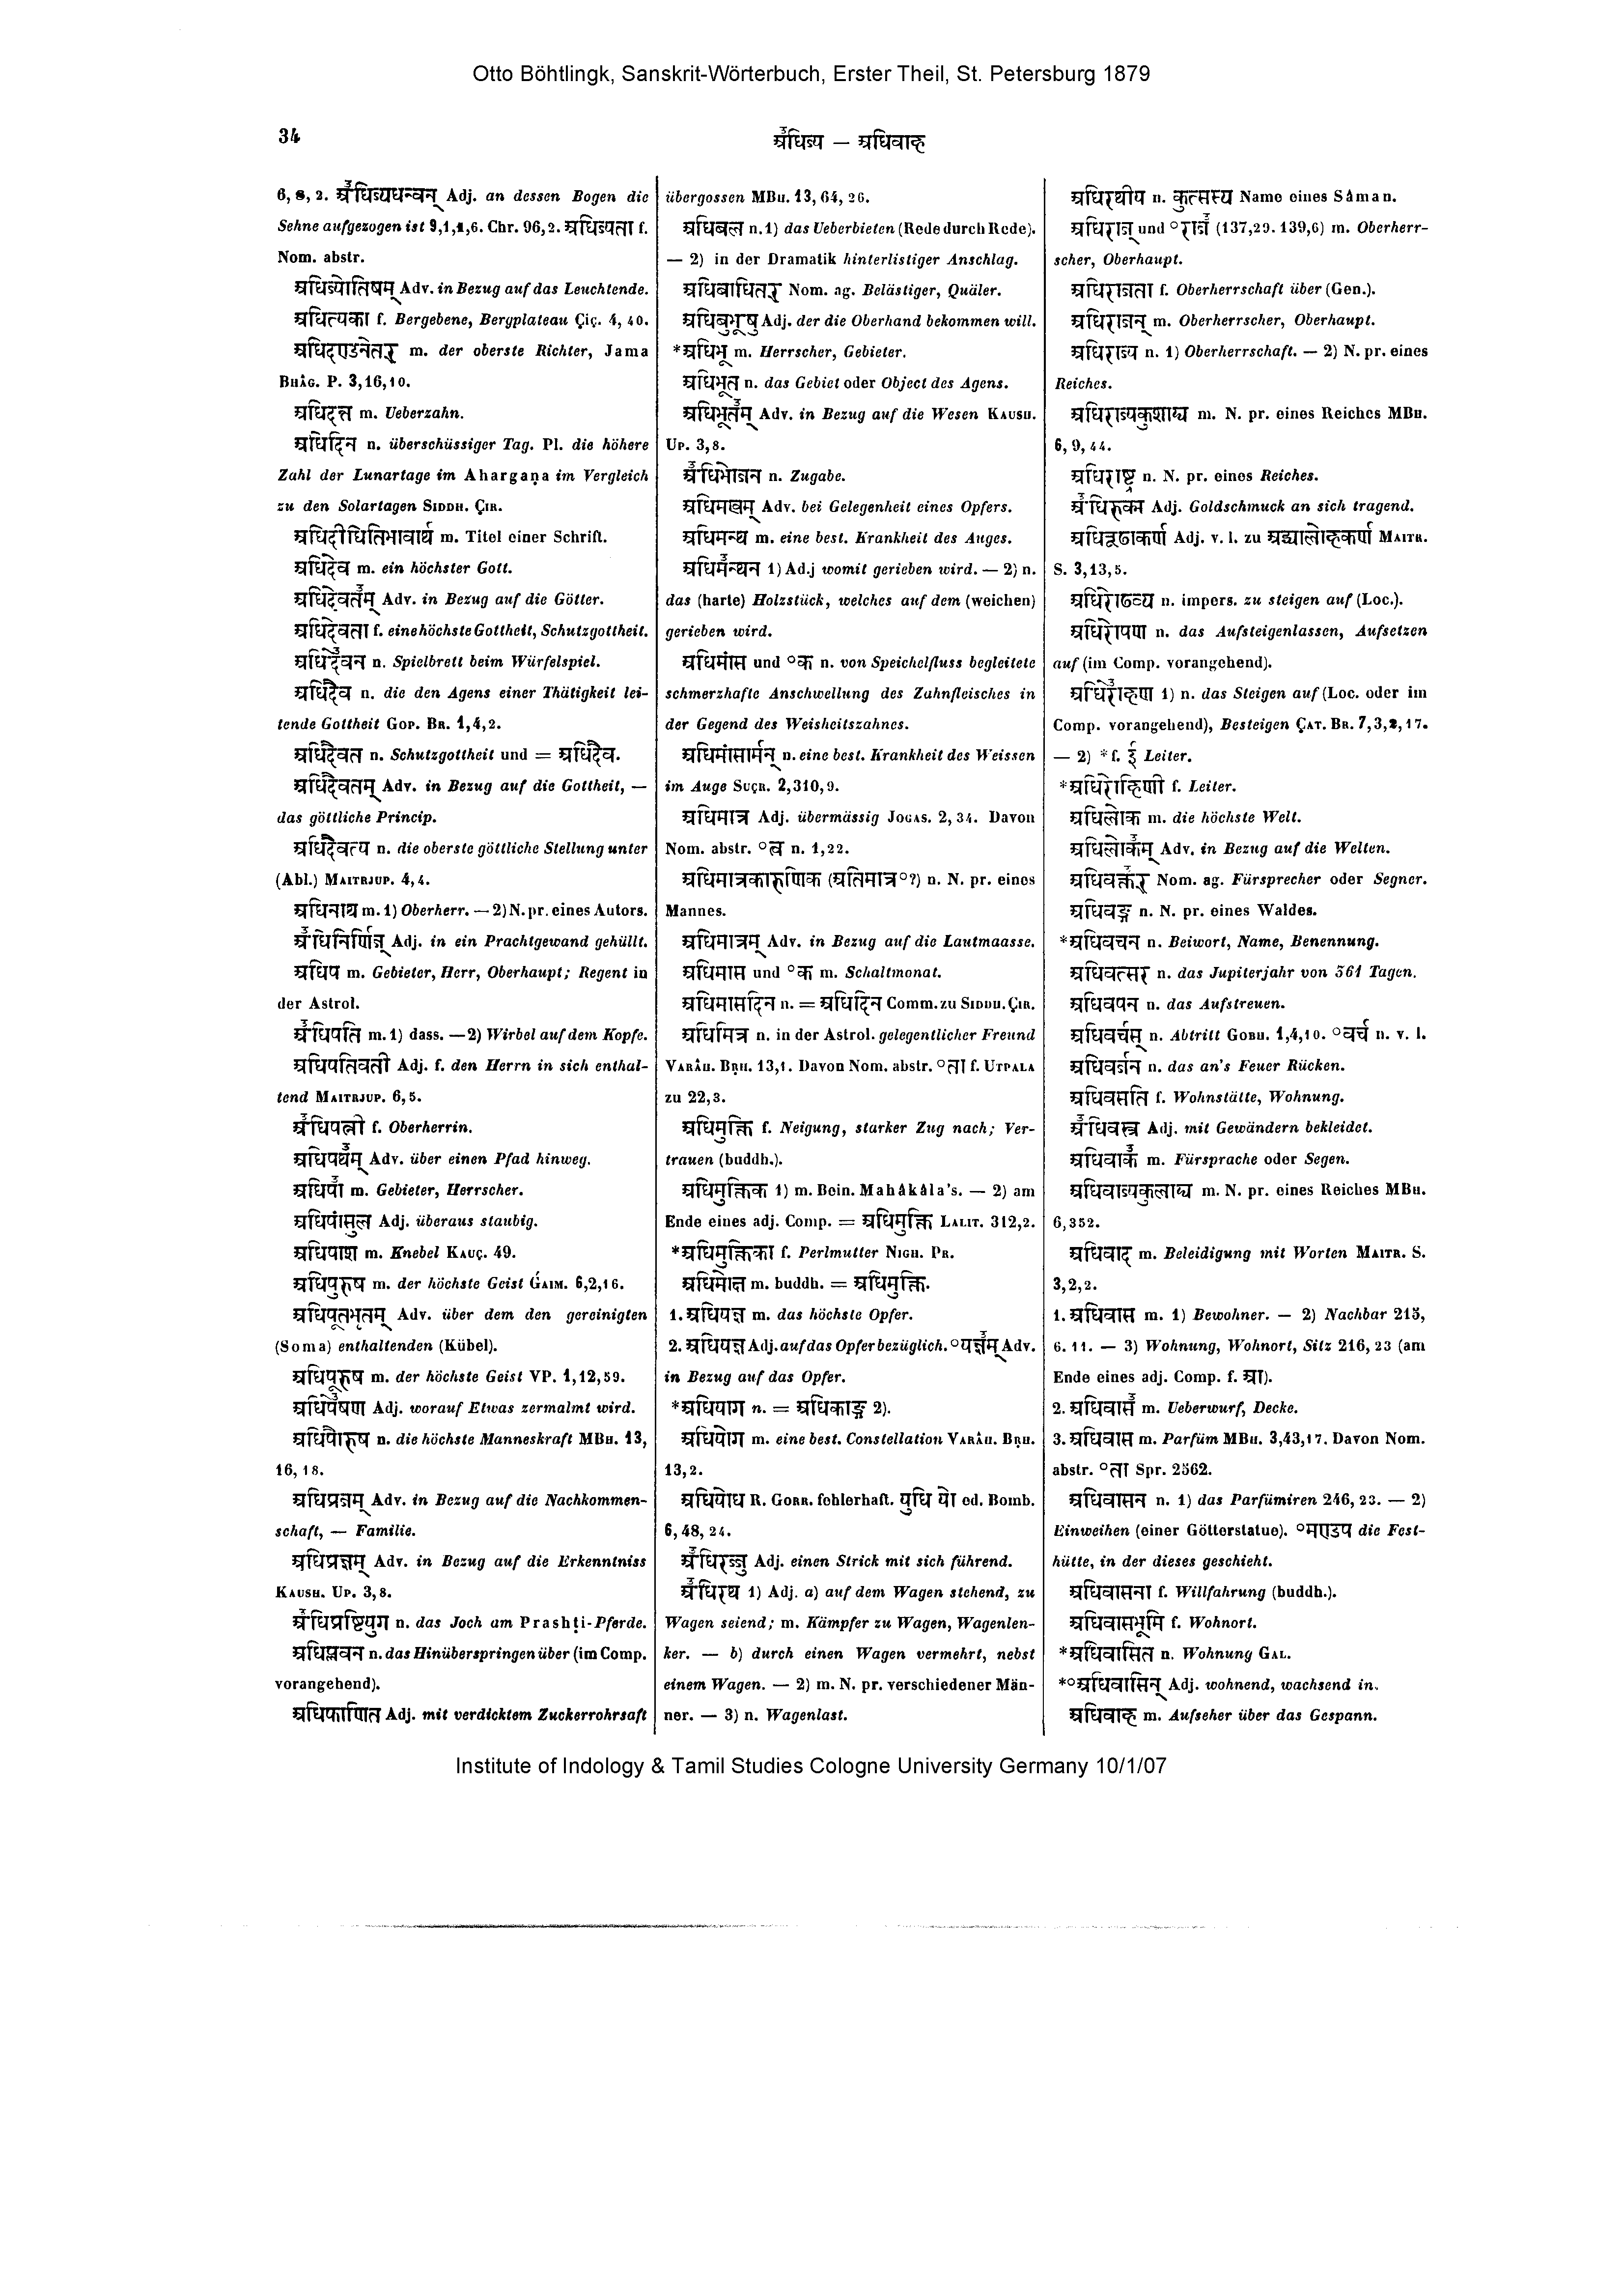 Otto Böhtlingk, Sanskrit-Wörterbuch, Erster Theil, St. Petersburg 1879
34
अँधिज्य — अधिवाह
6, 8, 2. अँधिज्यधन्वन् Adj. an dessen Bogen die
Sehne aufgezogen ist 9,1,1,6. Chr. 96,2. अधिज्यता f.
Nom. abstr.
अधिज्योतिषम् Adv. in Bezug auf das Leuchtende.
अधित्यका f. Bergebene, Bergplateau Çiç. 4, 40.
अधिदण्डनेतर् m. der oberste Richter, Jama
Bhâg. P. 3,16,10.
अधिदत्त m. Ueberzahn.
अधिदिन n. überschüssiger Tag. Pl. die höhere
Zahl der Lunartage im Ahargaṇa im Vergleich
zu den Solartagen Siddh. Çir.
अधिदीधितिभावार्थ m. Titel einer Schrift.
अधिदेव m. ein höchster Gott.
अधिदेवतँम् Adv. in Bezug auf die Götter.
अधिदेवता f. eine höchste Gottheit, Schutzgottheit.
अधिदेँवन n. Spielbrett beim Würfelspiel.
अधिदैव n. die den Agens einer Thätigkeit lei-
tende Gottheit Gop. Br. 1,4,2.
अधिदैवत n. Schutzgottheit und = अधिदैव.
अधिदैवतम् Adv. in Bezug auf die Gottheit, —
das göttliche Princip.
अधिदैवत्य n. die oberste göttliche Stellung unter
(Abl.) Maitrjup. 4,4.
अधिनाथ m. 1) Oberherr. — 2) N. pr. eines Autors.
अँधिनिर्णिज् Adj. in ein Prachtgewand gehüllt.
अधिप m. Gebieter, Herr, Oberhaupt; Regent in
der Astrol.
अँधिपति m. 1) dass. — 2) Wirbel auf dem Kopfe.
अधिपतिवती Adj. f. den Herrn in sich enthal-
tend Maitrjup. 6,5.
अँधिपत्नी f. Oberherrin.
अधिपथँम् Adv. über einen Pfad hinweg.
अधिपाँ m. Gebieter, Herrscher.
अधिपांसुल Adj. überaus staubig.
अधिपाश m. Knebel Kauç. 49.
अधिपुरुष m. der höchste Geist Ǵaim. 6,2,16.
अधिपूतभृतम् Adv. über dem den gereinigten
(Soma) enthaltenden (Kübel).
अधिपूरुष m. der höchste Geist VP. 1,12,59.
अधिपेँषण Adj. worauf Etwas zermalmt wird.
अधिपौरुष n. die höchste Manneskraft MBh. 13,
16, 18.
अधिप्रजम् Adv. in Bezug auf die Nachkommen-
schaft, — Familie.
अधिप्रज्ञम् Adv. in Bezug auf die Erkenntniss
Kaush. Up. 3,8.
अँधिप्रष्टियुग n. das Joch am Prashṭi-Pferde.
अधिप्लवन n. das Hinüberspringen über (im Comp.
vorangehend).
अधिफाणित Adj. mit verdicktem Zuckerrohrsaft
übergossen MBh. 13, 64, 26.
अधिबल n. 1) das Ueberbieten (Rede durch Rede).
— 2) in der Dramatik hinterlistiger Anschlag.
अधिबाधितर् Nom. ag. Belästiger, Quäler.
अधिबुभूषु Adj. der die Oberhand bekommen will.
*अधिभू m. Herrscher, Gebieter.
अधिभूत n. das Gebiet oder Object des Agens.
अधिभूतँम् Adv. in Bezug auf die Wesen Kaush.
Up. 3,8.
अँधिभोजन n. Zugabe.
अधिमखम् Adv. bei Gelegenheit eines Opfers.
अधिमन्थ m. eine best. Krankheit des Auges.
अधिमँन्थन 1) Ad.j womit gerieben wird. — 2) n.
das (harte) Holzstück, welches auf dem (weichen)
gerieben wird.
अधिमांस und °क n. von Speichelfluss begleitete
schmerzhafte Anschwellung des Zahnfleisches in
der Gegend des Weisheitszahnes.
अधिमांसार्मन् n. eine best. Krankheit des Weissen
im Auge Suçr. 2,310,9.
अधिमात्र Adj. übermässig Jogas. 2, 34. Davon
Nom. abstr. °त्व n. 1,22.
अधिमात्रकारुणिक (अतिमात्र°?) n. N. pr. eines
Mannes.
अधिमात्रम् Adv. in Bezug auf die Lautmaasse.
अधिमास und °क m. Schaltmonat.
अधिमासदिन n. = अधिदिन Comm. zu Siddh. Çir.
अधिमित्र n. in der Astrol. gelegentlicher Freund
Varâh. Bṛh. 13,1. Davon Nom. abstr. °ता f. Utpala
zu 22,3.
अधिमुक्ति f. Neigung, starker Zug nach; Ver-
trauen (buddh.).
अधिमुक्तिक 1) m. Bein. Mahâkâla's. — 2) am
Ende eines adj. Comp. = अधिमुक्ति Lalit. 312,2.
*अधिमुक्तिका f. Perlmutter Nigh. Pr.
अधिमोक्ष m. buddh. = अधिमुक्ति.
1. अधियज्ञ m. das höchste Opfer.
2. अधियज्ञ Adj. auf das Opfer bezüglich. °यज्ञँम् Adv.
in Bezug auf das Opfer.
*अधियाग n. = अधिकाङ्ग 2).
अधियोग m. eine best. Constellation Varâh. Bṛh.
13,2.
अधियोध R. Gorr. fehlerhaft. युधि यो ed. Bomb.
6, 48, 24.
अँधिरज्जु Adj. einen Strick mit sich führend.
अँधिरथ 1) Adj. a) auf dem Wagen stehend, zu
Wagen seiend; m. Kämpfer zu Wagen, Wagenlen-
ker. — b) durch einen Wagen vermehrt, nebst
einem Wagen. — 2) m. N. pr. verschiedener Män-
ner. — 3) n. Wagenlast.
अधिरथीय n. कुत्सस्य Name eines Sâman.
अधिराज् und °राजँ (137,29. 139,6) m. Oberherr-
scher, Oberhaupt.
अधिराजता f. Oberherrschaft über (Gen.).
अधिराजन् m. Oberherrscher, Oberhaupt.
अधिराज्य n. 1) Oberherrschaft. — 2) N. pr. eines
Reiches.
अधिराज्यकुशाद्य m. N. pr. eines Reiches MBh.
6, 9, 44.
अधिराष्ट्र n. N. pr. eines Reiches.
अँधिरुक्म Adj. Goldschmuck an sich tragend.
अधिरूढाकर्ण Adj. v. l. zu अद्यालोहकर्ण Maitr.
S. 3,13,5.
अधिरोढव्य n. impers. zu steigen auf (Loc.).
अधिरोपण n. das Aufsteigenlassen, Aufsetzen
auf (im Comp. vorangehend).
अधिरोँहण 1) n. das Steigen auf (Loc. oder im
Comp. vorangehend), Besteigen Çat. Br. 7,3,2,17.
— 2) *f. ई Leiter.
*अधिरोहिणी f. Leiter.
अधिलोक m. die höchste Welt.
अधिलोकँम् Adv. in Bezug auf die Welten.
अधिवक्तँर् Nom. ag. Fürsprecher oder Segner.
अधिवङ्ग n. N. pr. eines Waldes.
*अधिवचन n. Beiwort, Name, Benennung.
अधिवत्सर n. das Jupiterjahr von 361 Tagen.
अधिवपन n. das Aufstreuen.
अधिवर्चस् n. Abtritt Gobh. 1,4,10. °वर्च n. v. l.
अधिवर्जन n. das an's Feuer Rücken.
अधिवसति f. Wohnstätte, Wohnung.
अँधिवस्त्र Adj. mit Gewändern bekleidet.
अधिवाकँ m. Fürsprache oder Segen.
अधिवाज्यकुलाद्य m. N. pr. eines Reiches MBh.
6,352.
अधिवाद m. Beleidigung mit Worten Maitr. S.
3,2,2.
1. अधिवास m. 1) Bewohner. — 2) Nachbar 215,
6. 11. — 3) Wohnung, Wohnort, Sitz 216, 23 (am
Ende eines adj. Comp. f. आ).
2. अधिवासँ m. Ueberwurf, Decke.
3. अधिवास m. Parfüm MBh. 3,43,17. Davon Nom.
abstr. °ता Spr. 2562.
अधिवासन n. 1) das Parfümiren 246, 23. — 2)
Einweihen (einer Götterstatue). °मण्डप die Fest-
hütte, in der dieses geschieht.
अधिवासना f. Willfahrung (buddh.).
अधिवासभूमि f. Wohnort.
*अधिवासित n. Wohnung Gal.
*°अधिवासिन् Adj. wohnend, wachsend in.
अधिवाह m. Aufseher über das Gespann.
Institute of Indology & Tamil Studies Cologne University Germany 10/1/07